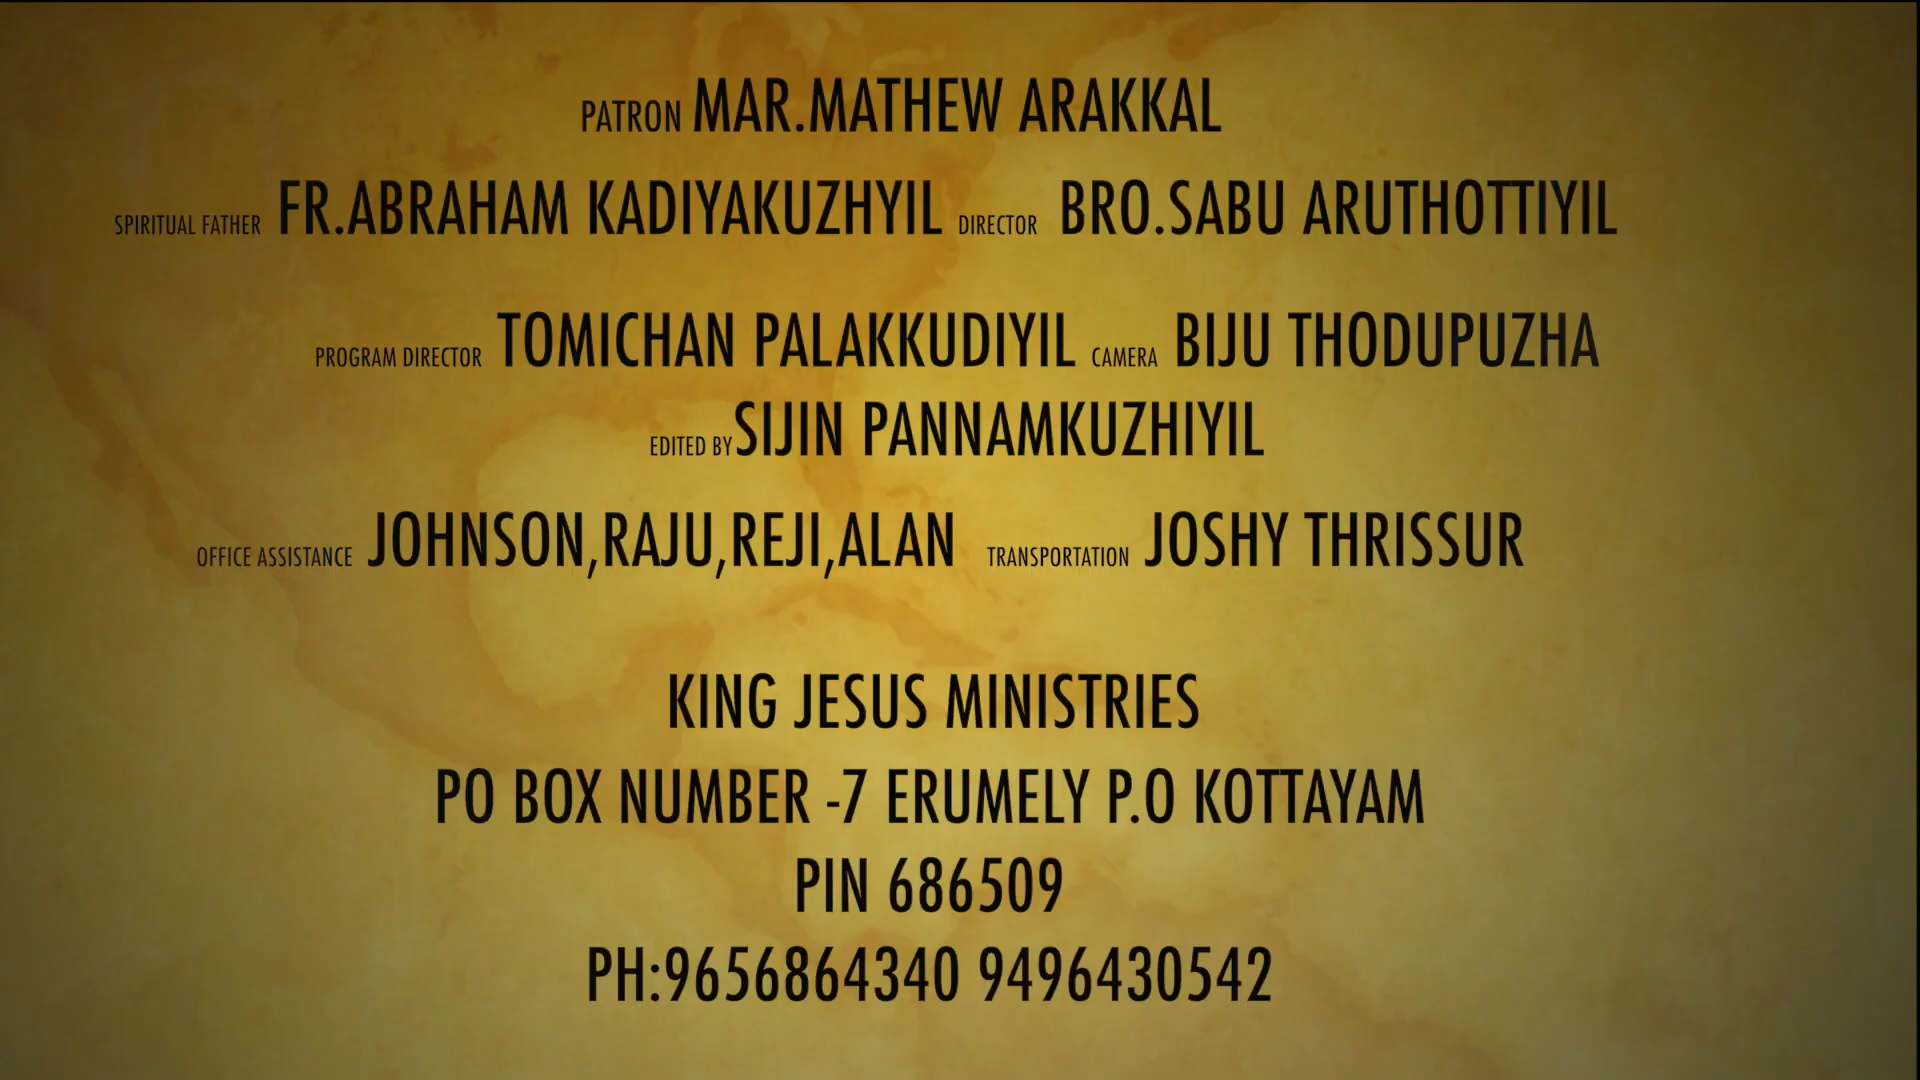 PATRON MAR.MATHEW ARAKKAL
SPIRITUAL FATHER FR.ABRAHAM KADIYAKUZHYIL DIRECTOR BRO.SABU ARUTHOTTIYIL
PROGRAM DIRECTOR TOMICHAN PALAKKUDIYIL CAMERA BIJU THODUPUZHA
EDITED BY SIJIN PANNAMKUZHIYIL
OFFICE ASSISTANCE JOHNSON,RAJU,REJI,ALAN TRANSPORTATION JOSHY THRISSUR
KING JESUS MINISTRIES
PO BOX NUMBER -7 ERUMELY P.O KOTTAYAM
PIN 686509
PH:9656864340 9496430542